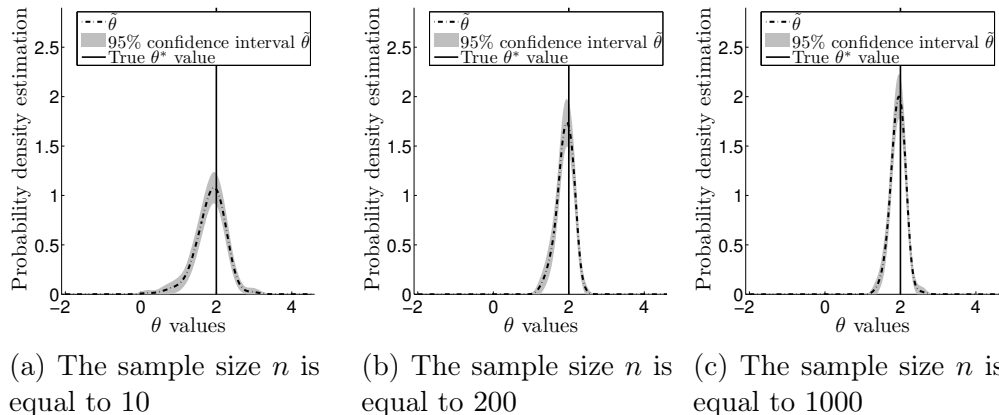 Probability density estimation
2.5
2
1.5
1
0.5
0
θ̃
95% confidence interval θ̃
True θ* value
−2 0 2 4
θ values
(a) The sample size n is
equal to 10
Probability density estimation
2.5
2
1.5
1
0.5
0
θ̃
95% confidence interval θ̃
True θ* value
−2 0 2 4
θ values
(b) The sample size n is
equal to 200
Probability density estimation
2.5
2
1.5
1
0.5
0
θ̃
95% confidence interval θ̃
True θ* value
−2 0 2 4
θ values
(c) The sample size n is
equal to 1000